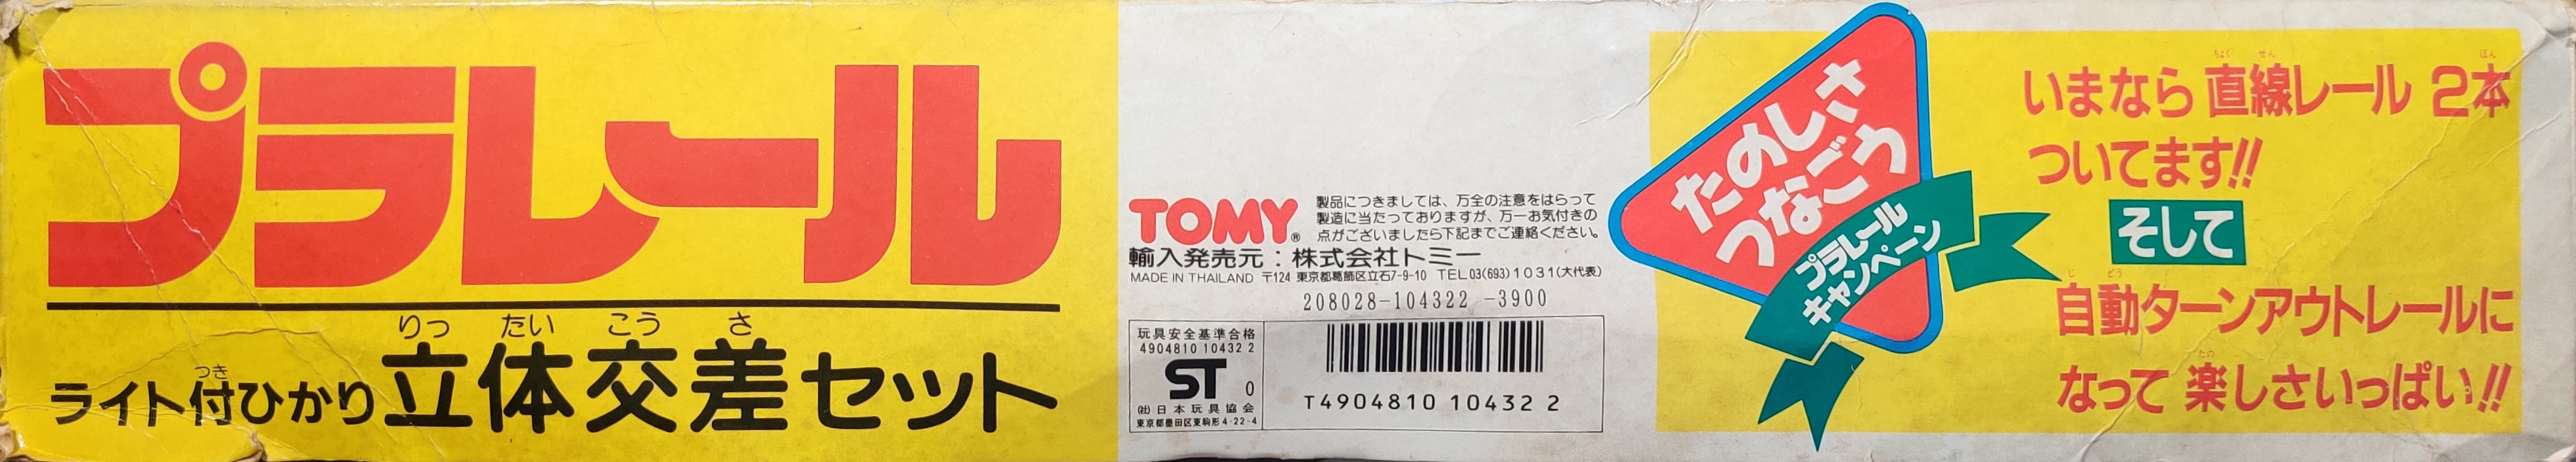 プラレール
ライト付ひかり立体交差セット
つき りっ たい こう さ
TOMY®
製品につきましては、万全の注意をはらって
製造に当たっておりますが、万一お気付きの
点がございましたら下記までご連絡ください。
輸入発売元：株式会社トミー
MADE IN THAILAND 〒124 東京都葛飾区立石7-9-10 TEL 03(693)1031(大代表)
208028-104322 -3900
玩具安全基準合格
4904810 10432 2
ST 0
㈳日本玩具協会
東京都墨田区東駒形4-22-4
T4904810 10432 2
たのしさ
つなごう
プラレール
キャンペーン
ちょく せん ぽん
いまなら直線レール 2本
ついてます!!
そして
じ どう
自動ターンアウトレールに
たの
なって楽しさいっぱい!!